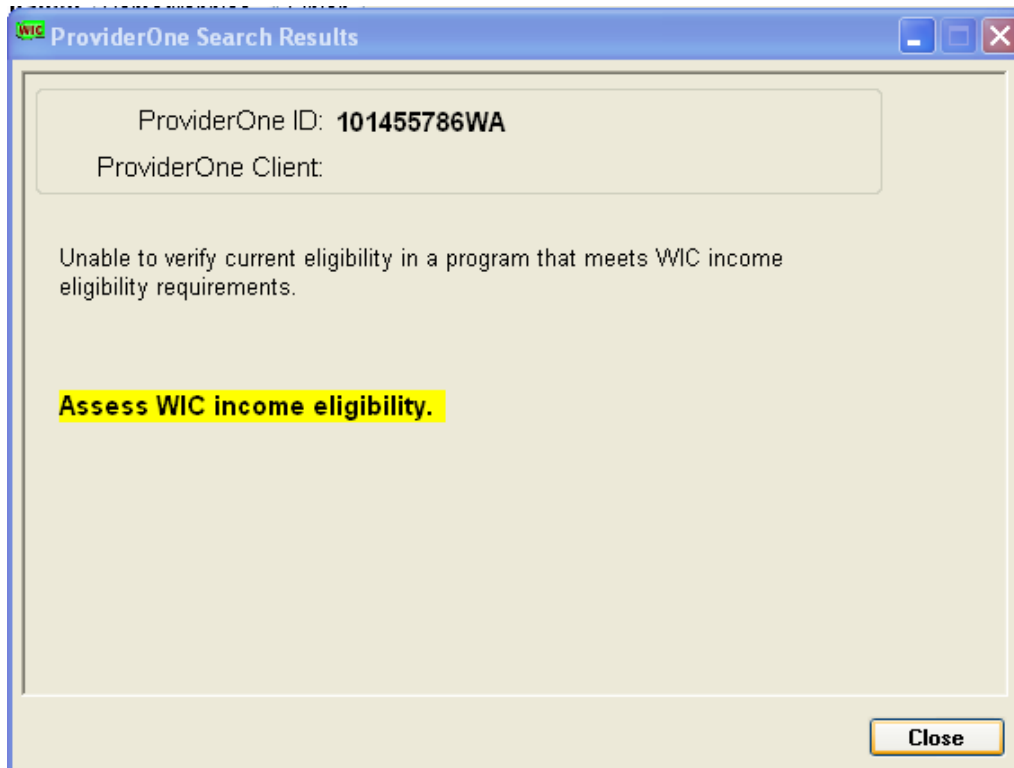 WIC ProviderOne Search Results
ProviderOne ID: 101455786WA
ProviderOne Client:
Unable to verify current eligibility in a program that meets WIC income
eligibility requirements.
Assess WIC income eligibility.
Close